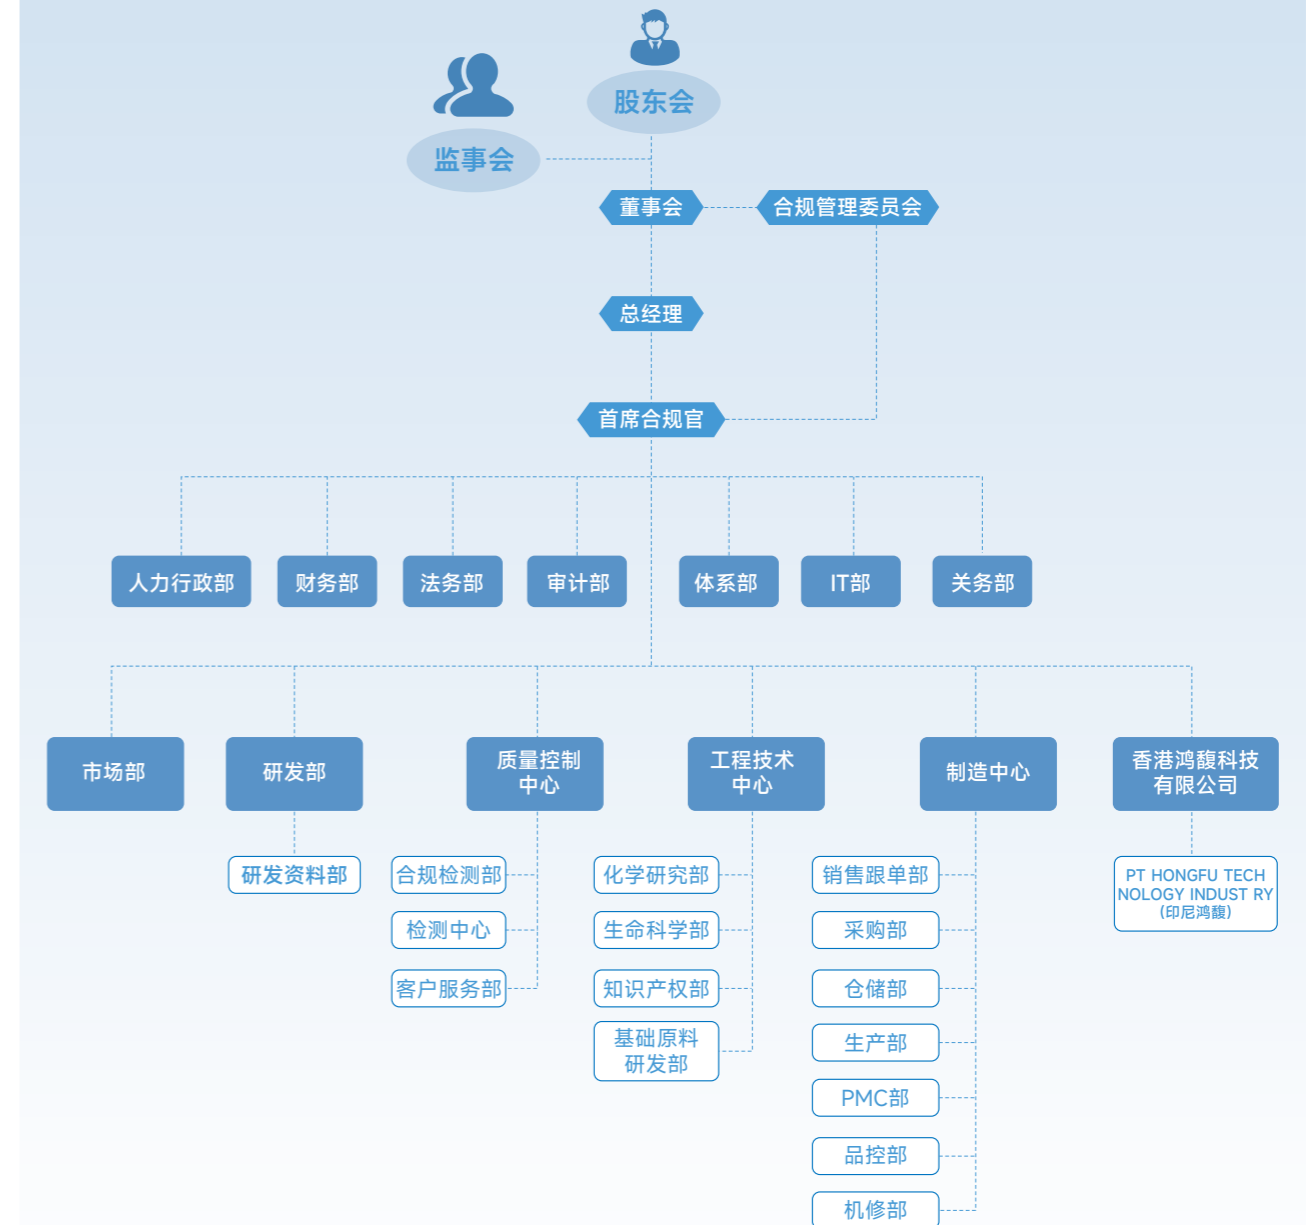 股东会
监事会
董事会
合规管理委员会
总经理
首席合规官
人力行政部
财务部
法务部
审计部
体系部
IT部
关务部
市场部
研发部
质量控制
中心
工程技术
中心
制造中心
香港鸿馥科技
有限公司
研发资料部
合规检测部
检测中心
客户服务部
化学研究部
生命科学部
知识产权部
基础原料
研发部
销售跟单部
采购部
仓储部
生产部
PMC部
品控部
机修部
PT HONGFU TECH
NOLOGY INDUST RY
(印尼鸿馥)